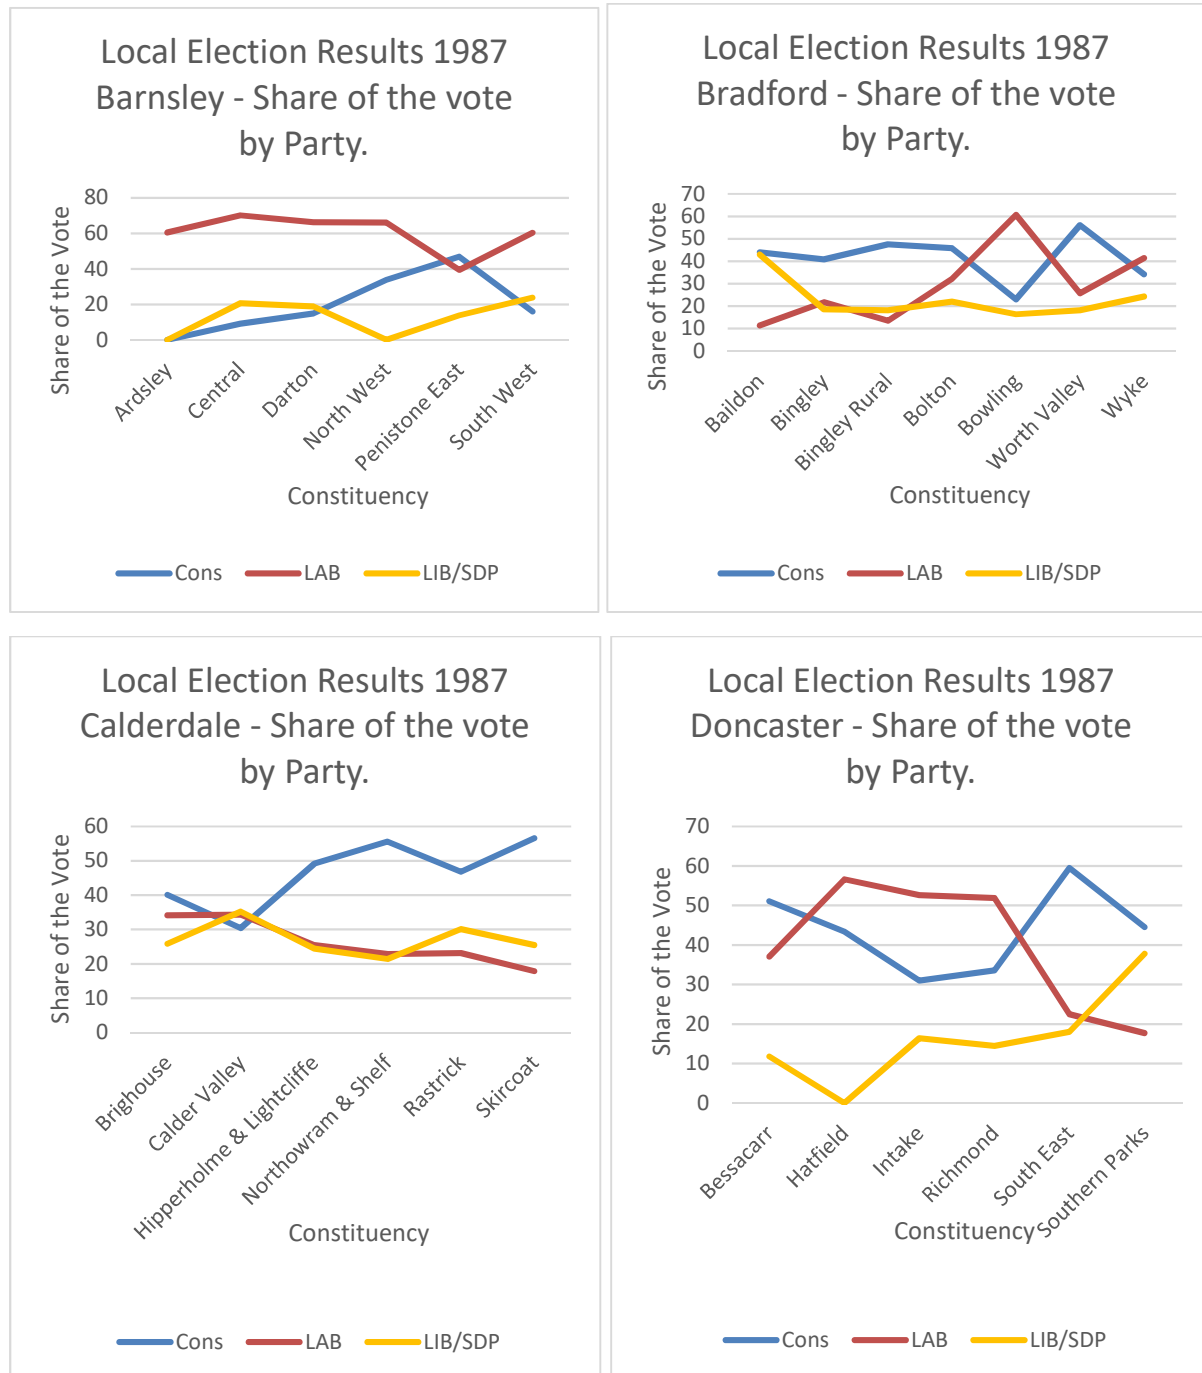 Local Election Results 1987
Barnsley - Share of the vote
by Party.
Share of the Vote
80
60
40
20
0
Ardsley
Central
Darton
North West
Penistone East
South West
Constituency
Cons LAB LIB/SDP
Local Election Results 1987
Bradford - Share of the vote
by Party.
Share of the Vote
70
60
50
40
30
20
10
0
Baildon
Bingley
Bingley Rural
Bolton
Bowling
Worth Valley
Wyke
Constituency
Cons LAB LIB/SDP
Local Election Results 1987
Calderdale - Share of the vote
by Party.
Share of the Vote
60
50
40
30
20
10
0
Brighouse
Calder Valley
Hipperholme & Lightcliffe
Northowram & Shelf
Rastrick
Skircoat
Constituency
Cons LAB LIB/SDP
Local Election Results 1987
Doncaster - Share of the vote
by Party.
Share of the Vote
70
60
50
40
30
20
10
0
Bessacarr
Hatfield
Intake
Richmond
South East
Southern Parks
Constituency
Cons LAB LIB/SDP